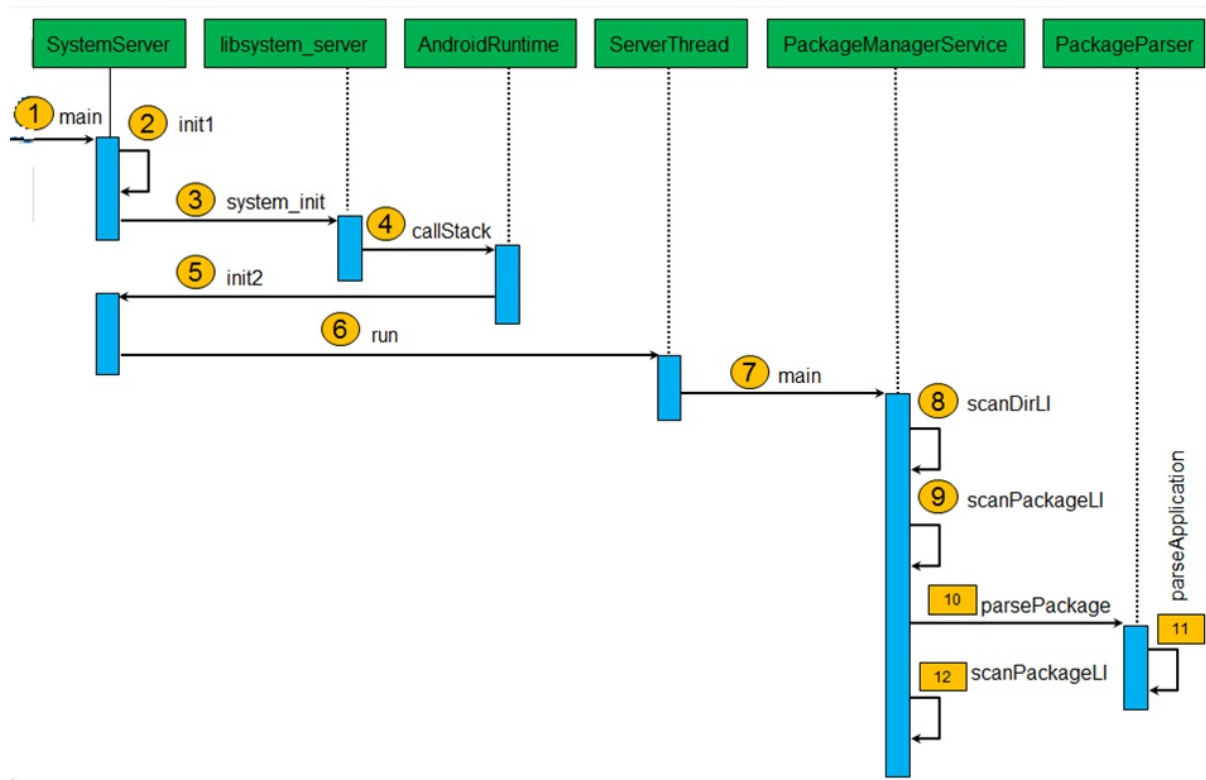 SystemServer
libsystem_server
AndroidRuntime
ServerThread
PackageManagerService
PackageParser
1 main
2 init1
3 system_init
4 callStack
5 init2
6 run
7 main
8 scanDirLI
9 scanPackageLI
10 parsePackage
parseApplication
11
12 scanPackageLI